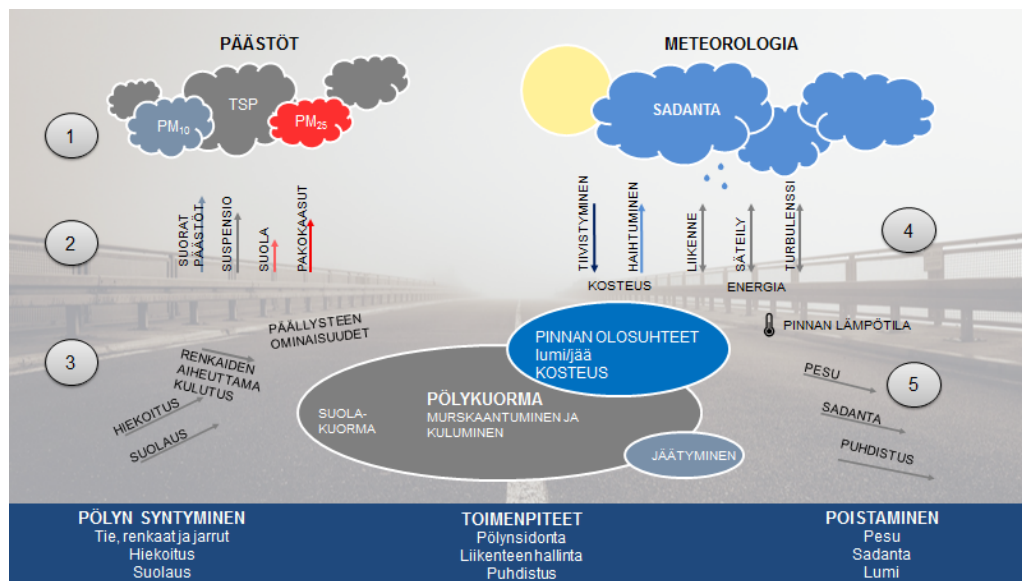 PÄÄSTÖT
METEOROLOGIA
TSP
PM10
PM25
SADANTA
1
SUORAT
PÄÄSTÖT
SUSPENSIO
SUOLA
PAKOKAASUT
2
TIIVISTYMINEN
HAIHTUMINEN
LIIKENNE
SÄTEILY
TURBULENSSI
4
KOSTEUS
ENERGIA
PÄÄLLYSTEEN
OMINAISUUDET
PINNAN LÄMPÖTILA
3
RENKAIDEN
AIHEUTTAMA
KULUTUS
HIEKOITUS
SUOLAUS
PINNAN OLOSUHTEET
lumi/jää
KOSTEUS
PÖLYKUORMA
MURSKAANTUMINEN JA
KULUMINEN
SUOLA-
KUORMA
JÄÄTYMINEN
5
PESU
SADANTA
PUHDISTUS
PÖLYN SYNTYMINEN
Tie, renkaat ja jarrut
Hiekoitus
Suolaus
TOIMENPITEET
Pölynsidonta
Liikenteen hallinta
Puhdistus
POISTAMINEN
Pesu
Sadanta
Lumi